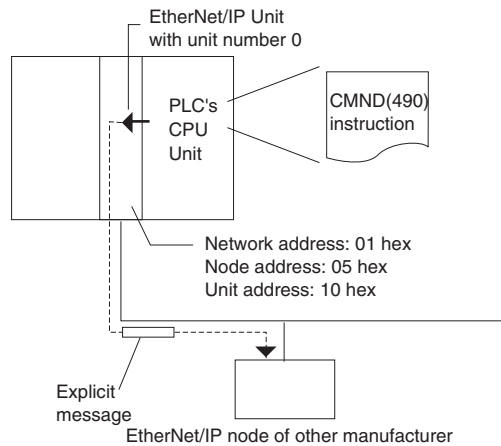 EtherNet/IP Unit
with unit number 0
PLC's
CPU
Unit
CMND(490)
instruction
Network address: 01 hex
Node address: 05 hex
Unit address: 10 hex
Explicit
message
EtherNet/IP node of other manufacturer